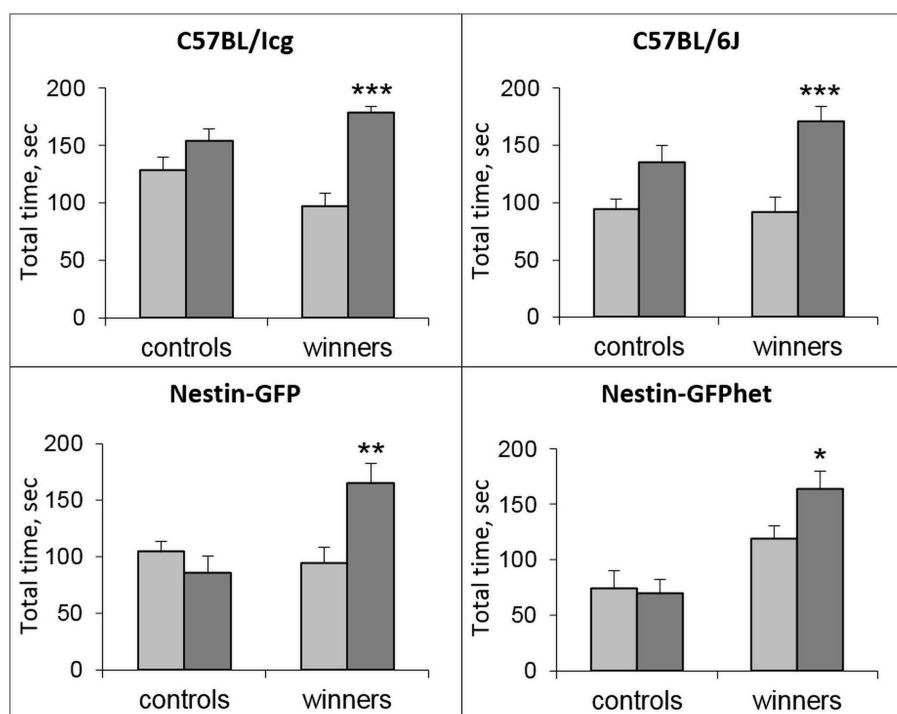 C57BL/Icg
Total time, sec
200
150
100
50
0
***
controls
winners
C57BL/6J
Total time, sec
200
150
100
50
0
***
controls
winners
Nestin-GFP
Total time, sec
200
150
100
50
0
**
controls
winners
Nestin-GFPhet
Total time, sec
200
150
100
50
0
*
controls
winners